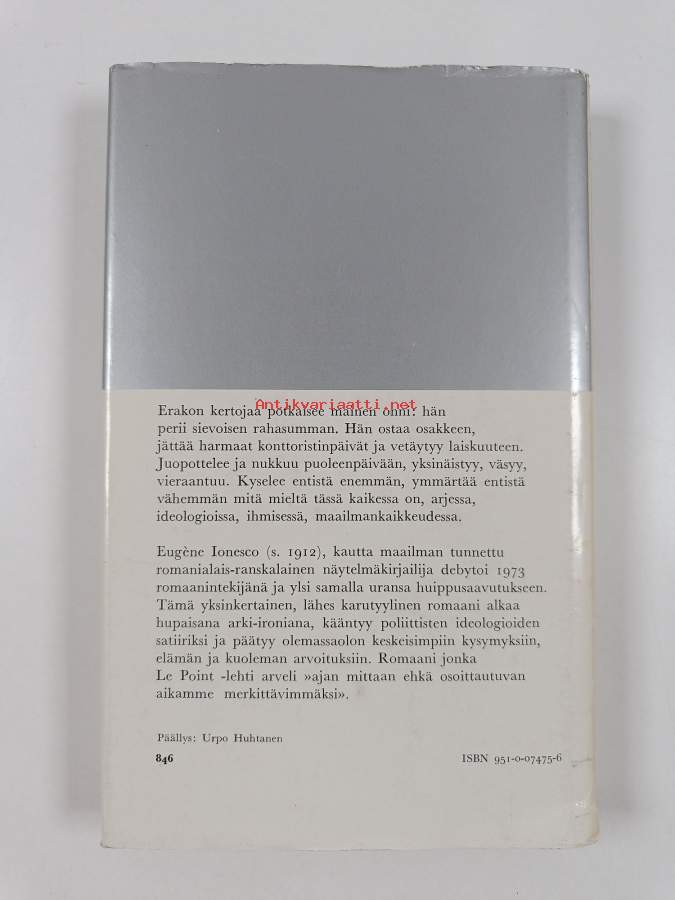 Antikvariaatti.net
Erakon kertojaa potkaisee mainen onni: hän
perii sievoisen rahasumman. Hän ostaa osakkeen,
jättää harmaat konttoristinpäivät ja vetäytyy laiskuuteen.
Juopottelee ja nukkuu puoleenpäivään, yksinäistyy, väsyy,
vieraantuu. Kyselee entistä enemmän, ymmärtää entistä
vähemmän mitä mieltä tässä kaikessa on, arjessa,
ideologioissa, ihmisessä, maailmankaikkeudessa.
Eugène Ionesco (s. 1912), kautta maailman tunnettu
romanialais-ranskalainen näytelmäkirjailija debytoi 1973
romaanintekijänä ja ylsi samalla uransa huippusaavutukseen.
Tämä yksinkertainen, lähes karutyylinen romaani alkaa
hupaisana arki-ironiana, kääntyy poliittisten ideologioiden
satiiriksi ja päätyy olemassaolon keskeisimpiin kysymyksiin,
elämän ja kuoleman arvoituksiin. Romaani jonka
Le Point -lehti arveli »ajan mittaan ehkä osoittautuvan
aikamme merkittävimmäksi».
Päällys: Urpo Huhtanen
846 ISBN 951-0-07475-6